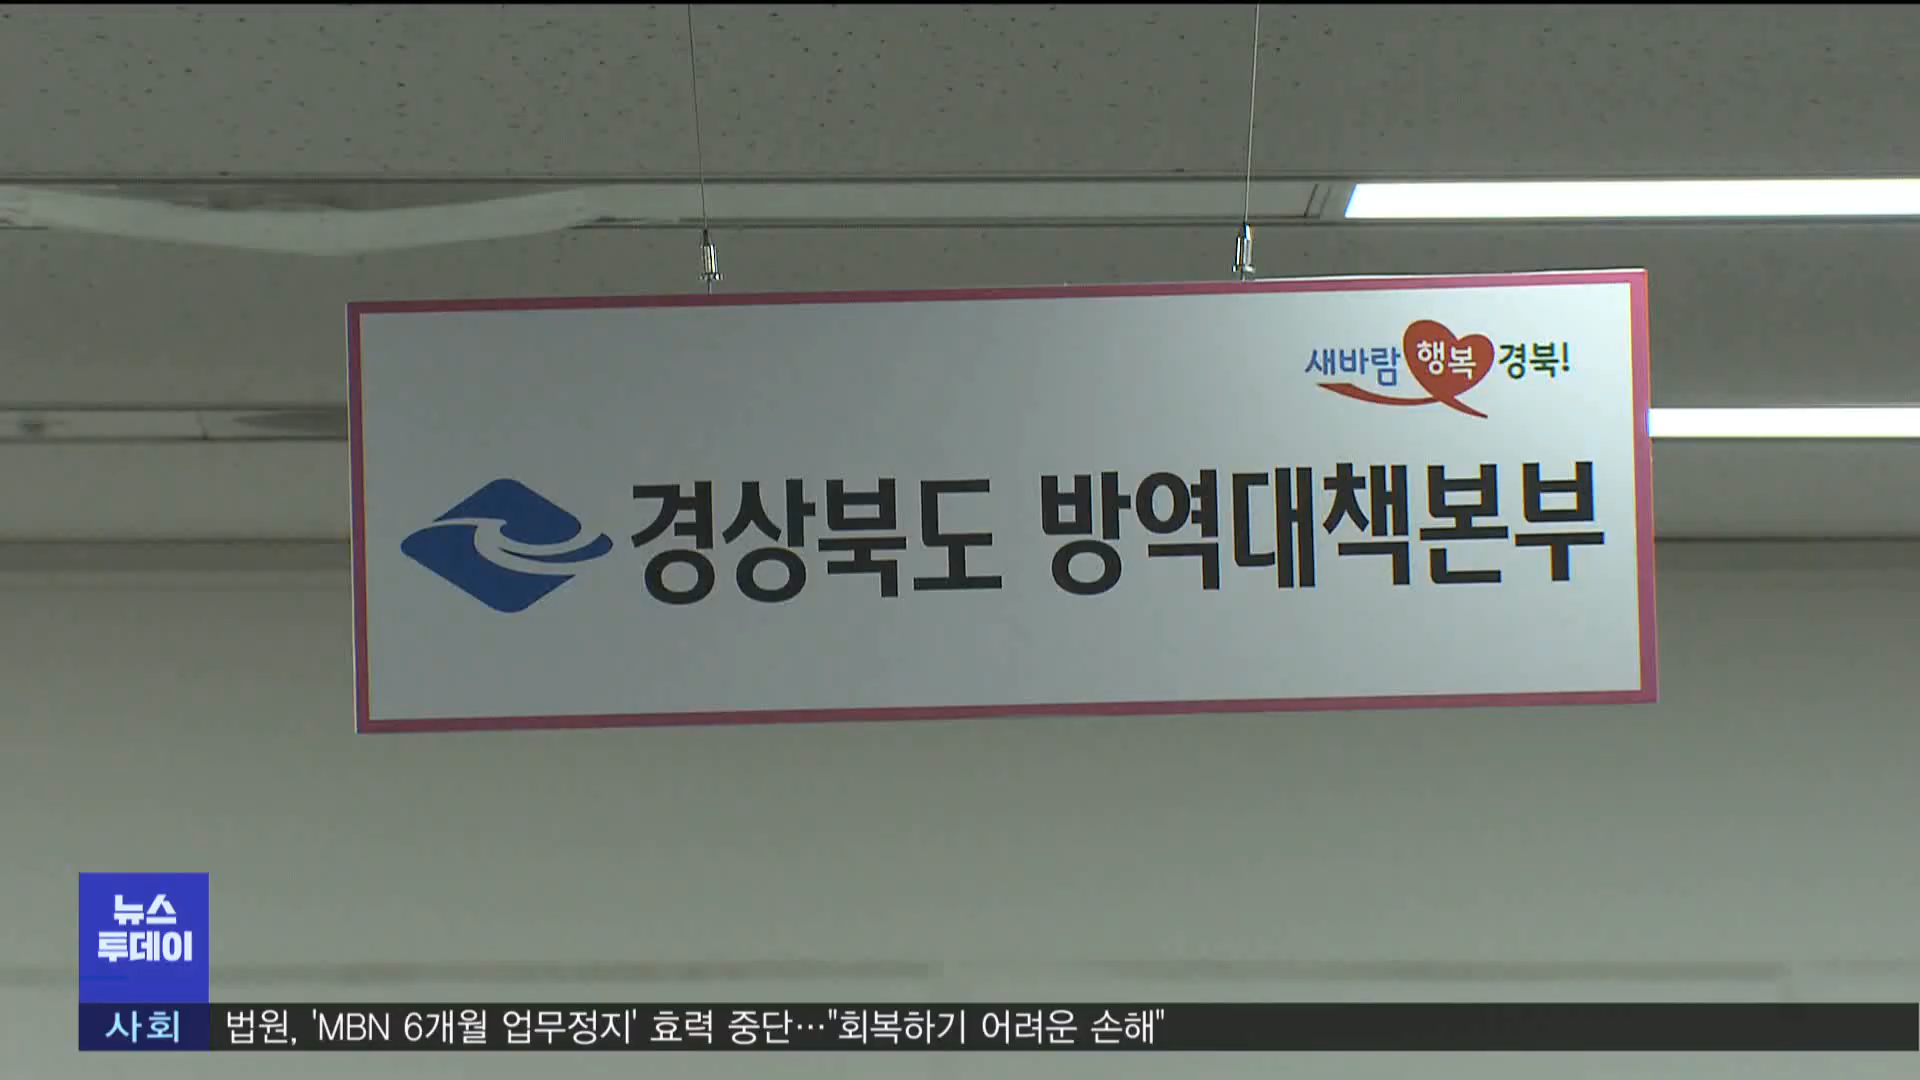 새바람 행복 경북!
경상북도 방역대책본부
뉴스
투데이
사회 법원, 'MBN 6개월 업무정지' 효력 중단…"회복하기 어려운 손해"